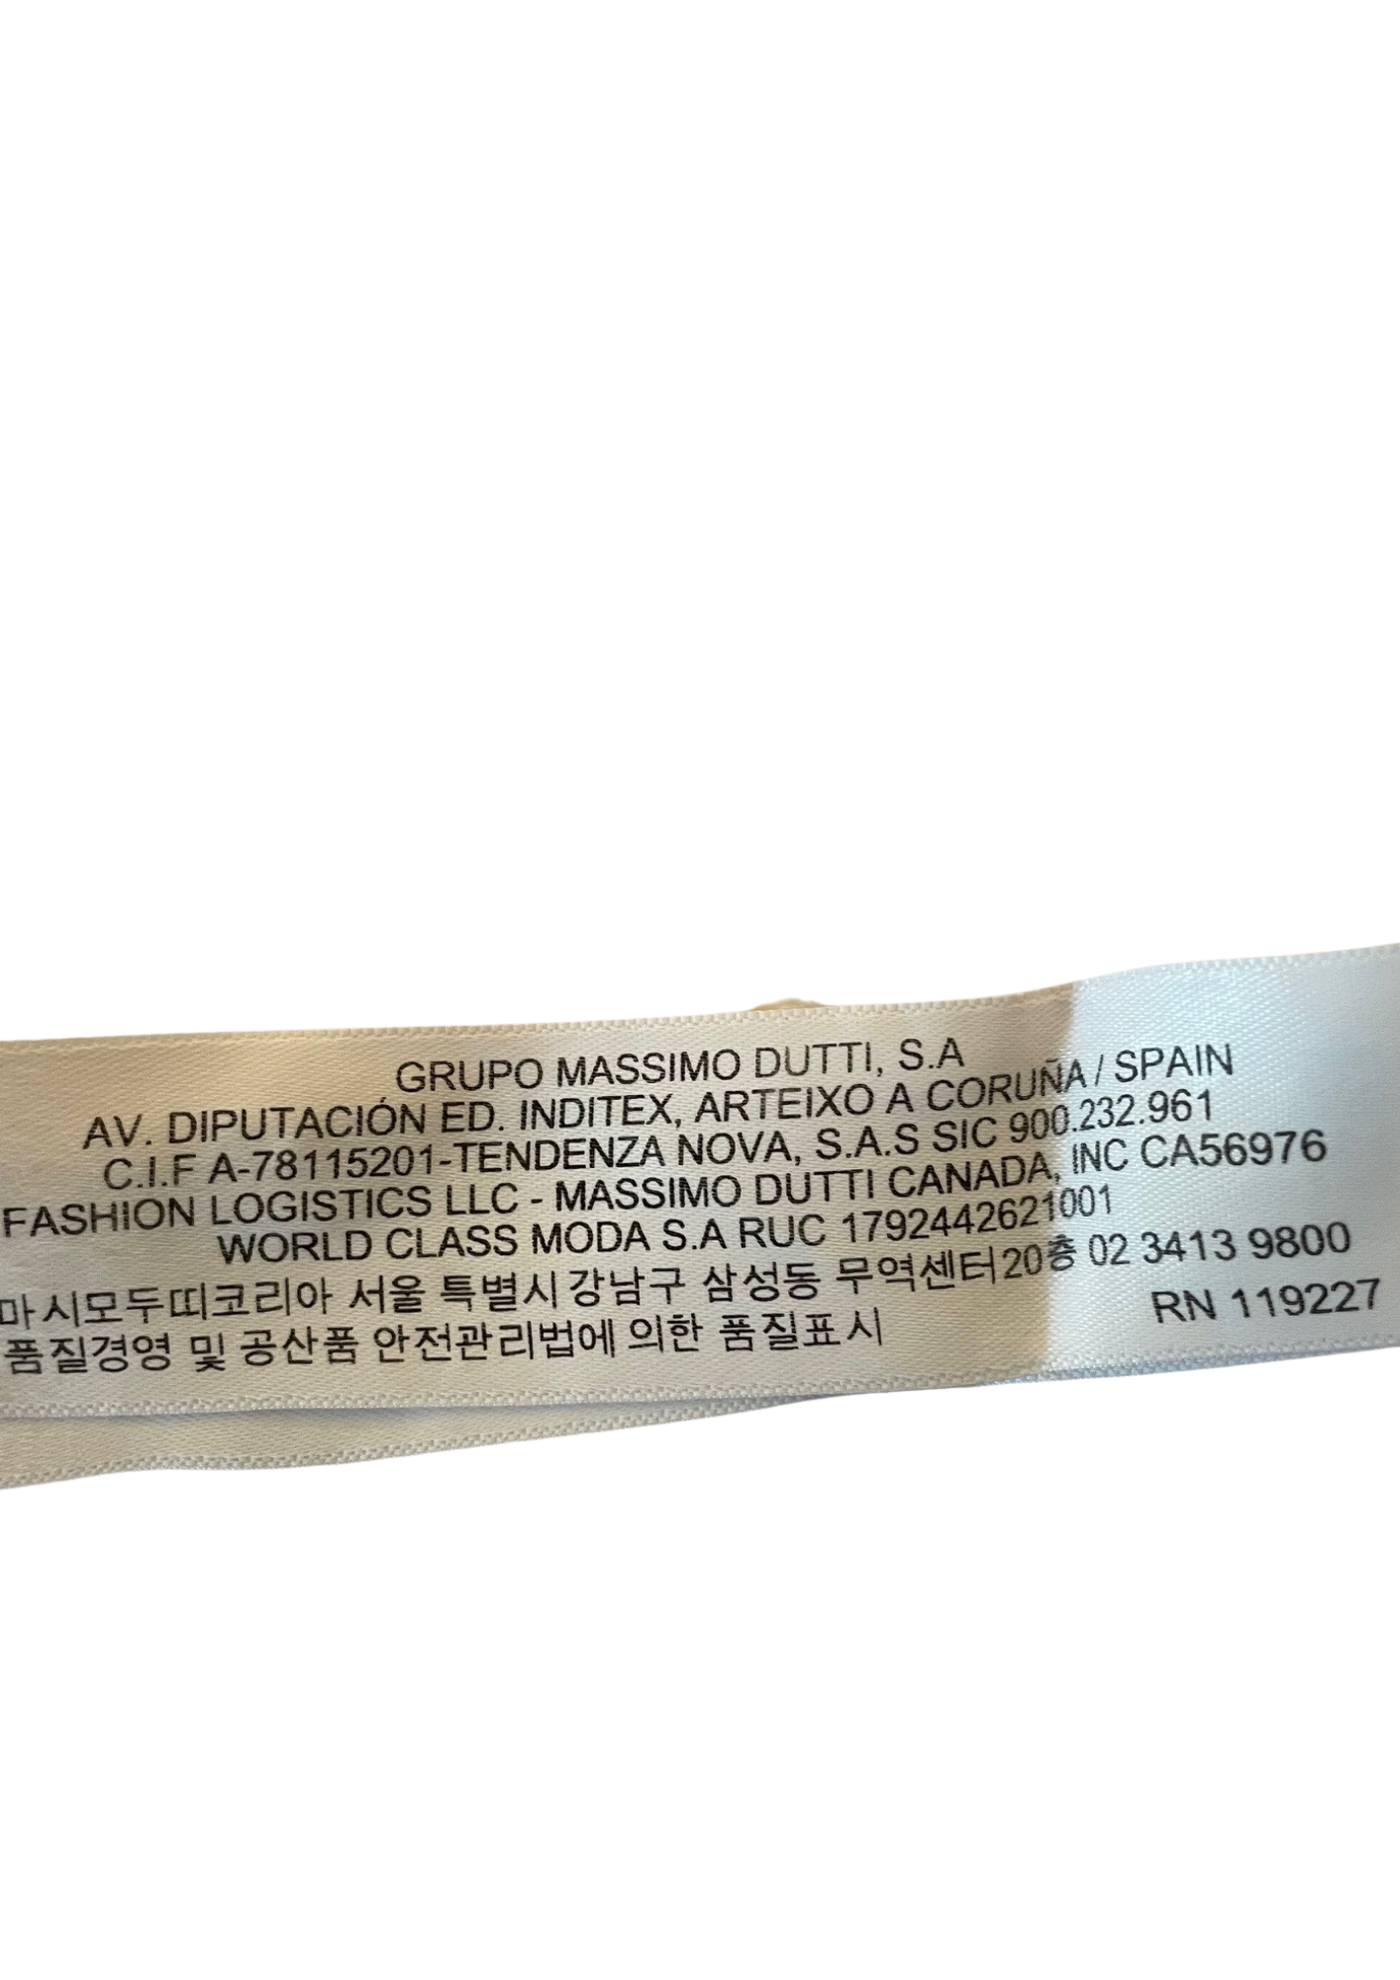 GRUPO MASSIMO DUTTI, S.A
AV. DIPUTACIÓN ED. INDITEX, ARTEIXO A CORUÑA / SPAIN
C.I.F A-78115201-TENDENZA NOVA, S.A.S SIC 900.232.961
FASHION LOGISTICS LLC - MASSIMO DUTTI CANADA, INC CA56976
WORLD CLASS MODA S.A RUC 1792442621001
마시모두띠코리아 서울 특별시 강남구 삼성동 무역센터20층 02 3413 9800
품질경영 및 공산품 안전관리법에 의한 품질표시 RN 119227